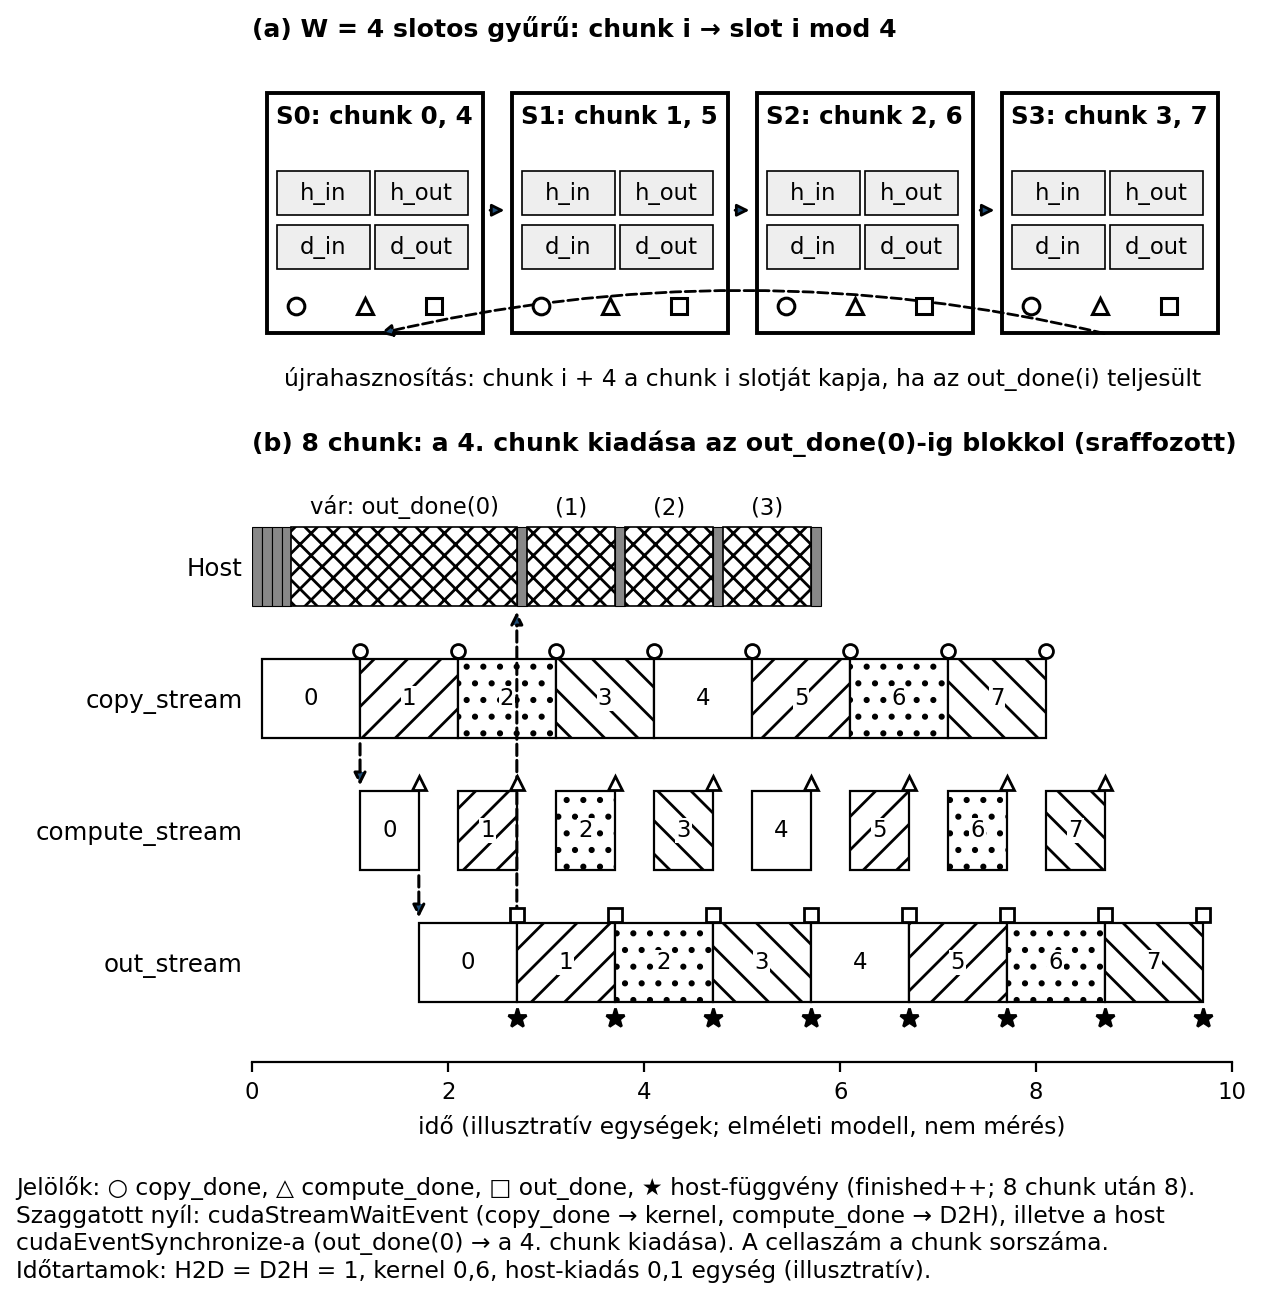 (a) W = 4 slotos gyűrű: chunk i → slot i mod 4
S0: chunk 0, 4
S1: chunk 1, 5
S2: chunk 2, 6
S3: chunk 3, 7
h_in h_out h_in h_out h_in h_out h_in h_out
d_in d_out d_in d_out d_in d_out d_in d_out
újrahasznosítás: chunk i + 4 a chunk i slotját kapja, ha az out_done(i) teljesült
(b) 8 chunk: a 4. chunk kiadása az out_done(0)-ig blokkol (sraffozott)
vár: out_done(0) (1) (2) (3)
Host
copy_stream 0 1 2 3 4 5 6 7
compute_stream 0 1 2 3 4 5 6 7
out_stream 0 1 2 3 4 5 6 7
0 2 4 6 8 10
idő (illusztratív egységek; elméleti modell, nem mérés)
Jelölők: ○ copy_done, △ compute_done, □ out_done, ★ host-függvény (finished++; 8 chunk után 8).
Szaggatott nyíl: cudaStreamWaitEvent (copy_done → kernel, compute_done → D2H), illetve a host
cudaEventSynchronize-a (out_done(0) → a 4. chunk kiadása). A cellaszám a chunk sorszáma.
Időtartamok: H2D = D2H = 1, kernel 0,6, host-kiadás 0,1 egység (illusztratív).